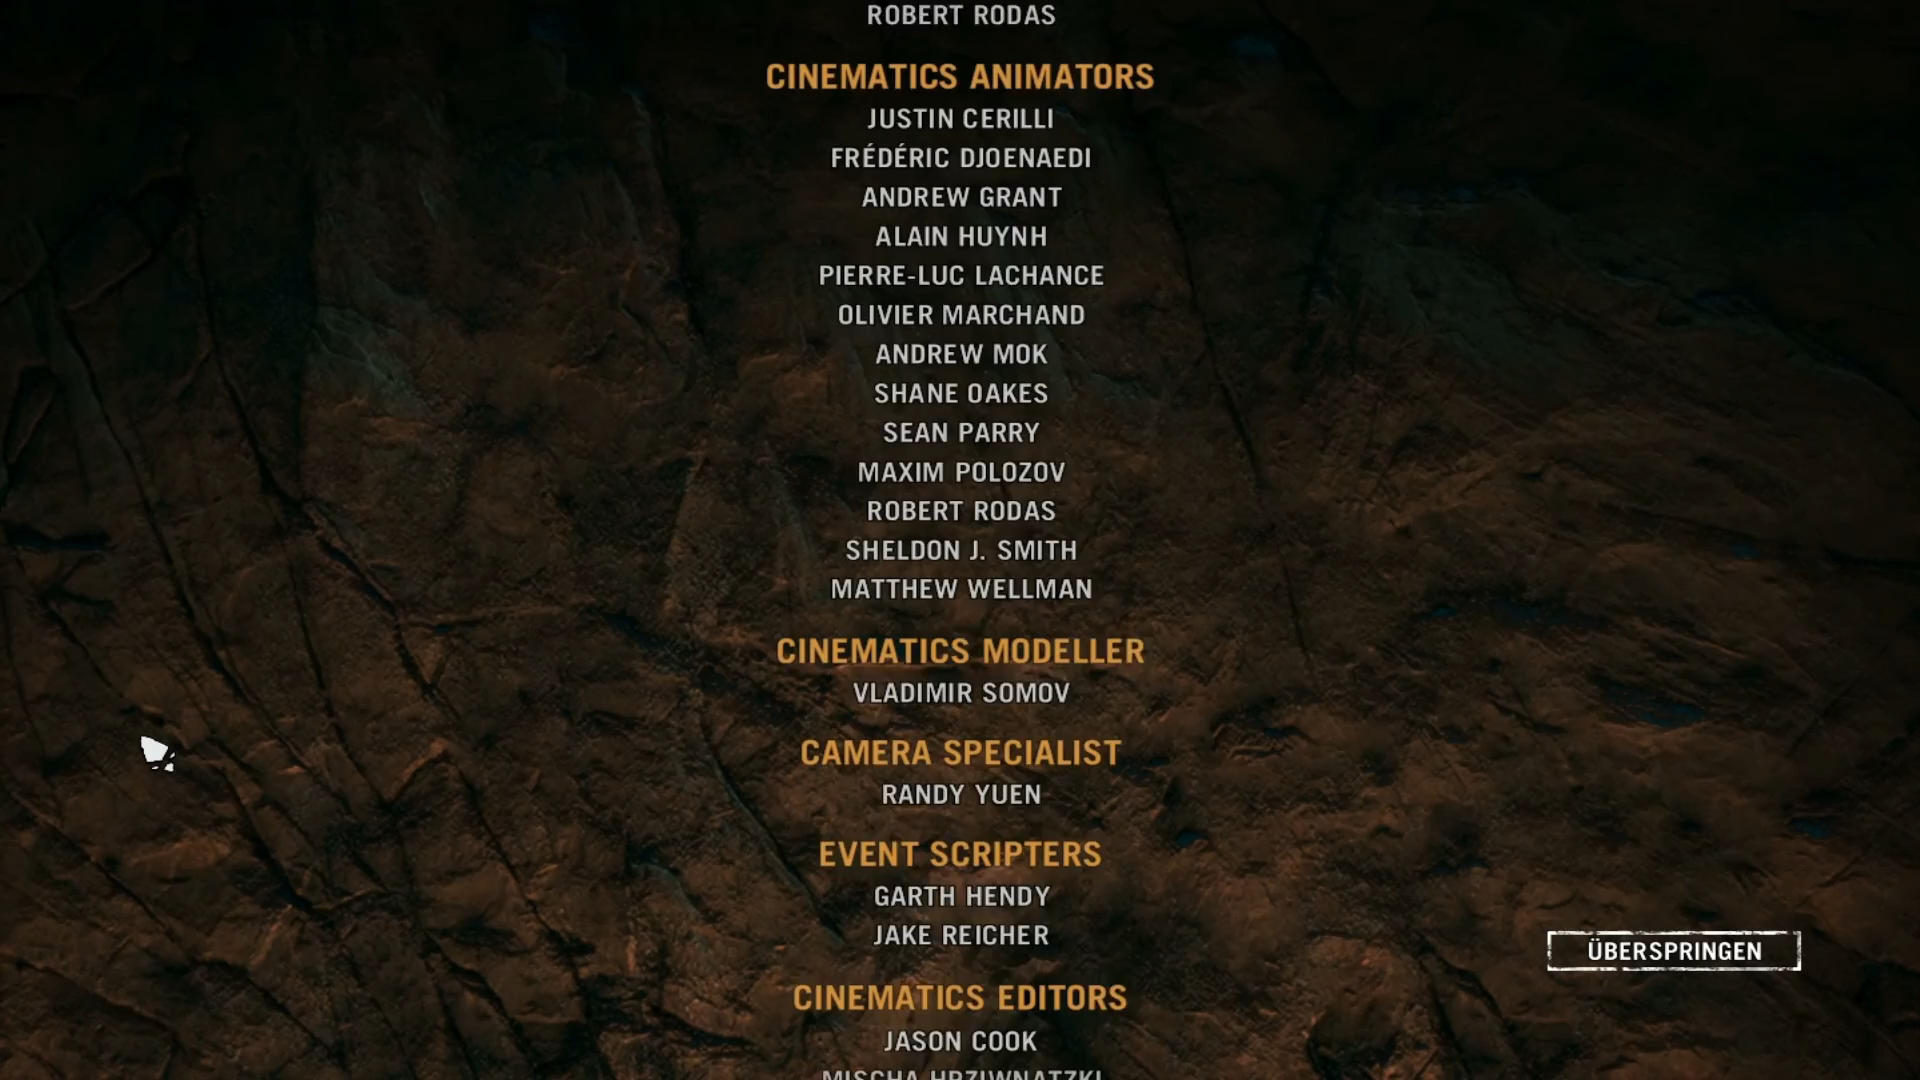 ROBERT RODAS
CINEMATICS ANIMATORS
JUSTIN CERILLI
FRÉDÉRIC DJOENAEDI
ANDREW GRANT
ALAIN HUYNH
PIERRE-LUC LACHANCE
OLIVIER MARCHAND
ANDREW MOK
SHANE OAKES
SEAN PARRY
MAXIM POLOZOV
ROBERT RODAS
SHELDON J. SMITH
MATTHEW WELLMAN
CINEMATICS MODELLER
VLADIMIR SOMOV
CAMERA SPECIALIST
RANDY YUEN
EVENT SCRIPTERS
GARTH HENDY
JAKE REICHER
ÜBERSPRINGEN
CINEMATICS EDITORS
JASON COOK
MISCHA